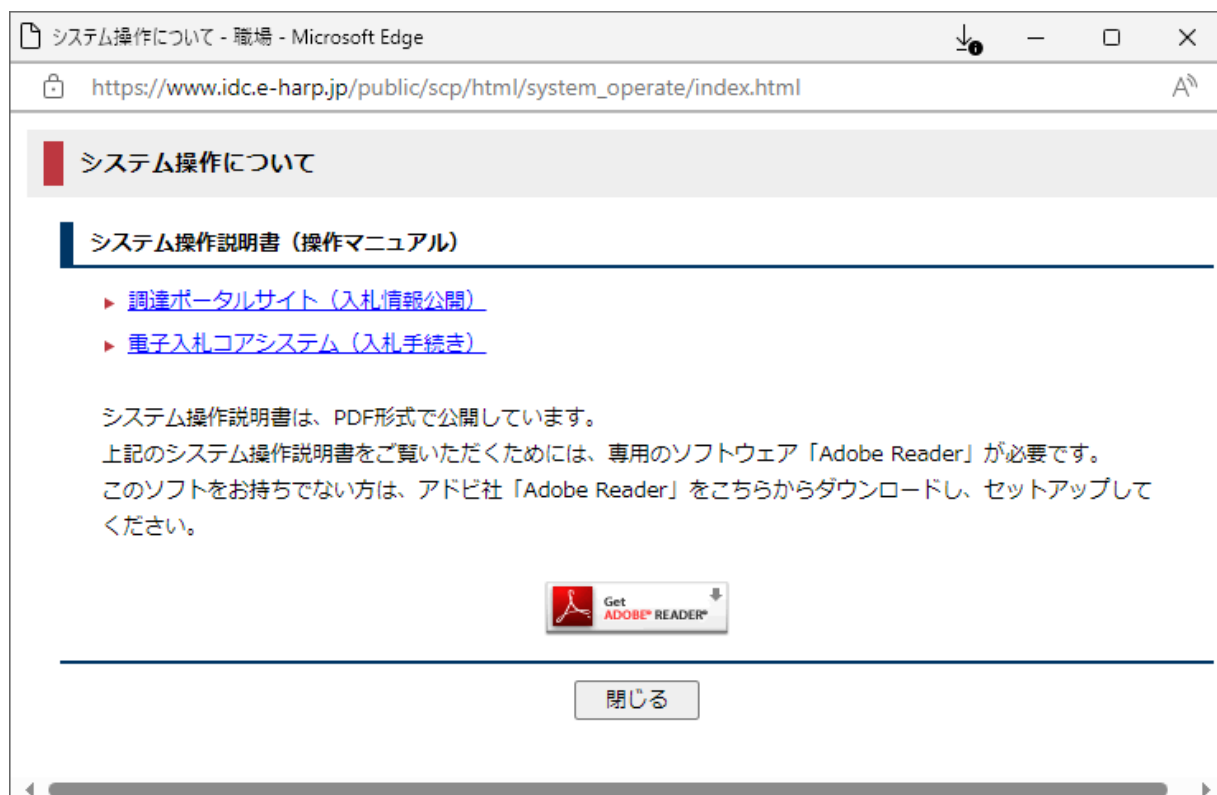 システム操作について - 職場 - Microsoft Edge
https://www.idc.e-harp.jp/public/scp/html/system_operate/index.html
システム操作について
システム操作説明書（操作マニュアル）
調達ポータルサイト（入札情報公開）
電子入札コアシステム（入札手続き）
システム操作説明書は、PDF形式で公開しています。
上記のシステム操作説明書をご覧いただくためには、専用のソフトウェア「Adobe Reader」が必要です。
このソフトをお持ちでない方は、アドビ社「Adobe Reader」をこちらからダウンロードし、セットアップして
ください。
Get
ADOBE® READER®
閉じる